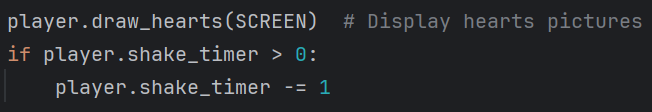 player.draw_hearts(SCREEN)  # Display hearts pictures
if player.shake_timer > 0:
    player.shake_timer -= 1